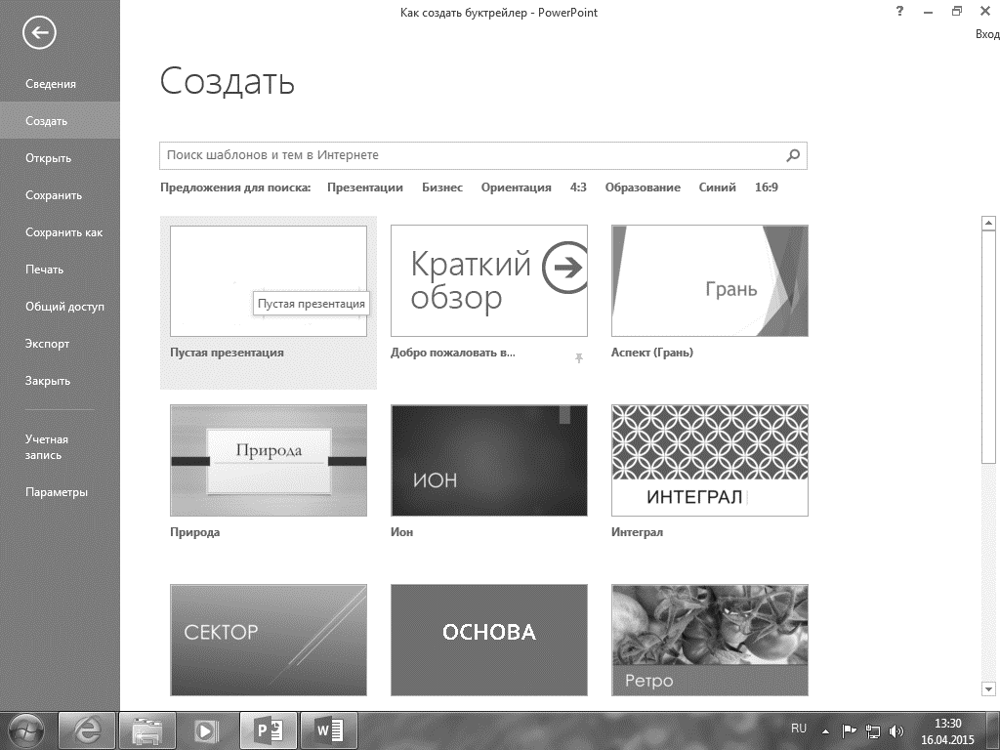 Как создать буктрейлер - PowerPoint
?
Вход
Сведения
Создать
Открыть
Сохранить
Сохранить как
Печать
Общий доступ
Экспорт
Закрыть
Учетная
запись
Параметры
Создать
Поиск шаблонов и тем в Интернете
Предложения для поиска: Презентации Бизнес Ориентация 4:3 Образование Синий 16:9
Пустая презентация
Пустая презентация
Краткий
обзор
Добро пожаловать в...
Грань
Аспект (Грань)
Природа
Природа
ИОН
Ион
ИНТЕГРАЛ
Интеграл
СЕКТОР
ОСНОВА
Ретро
P
W
RU
13:30
16.04.2015